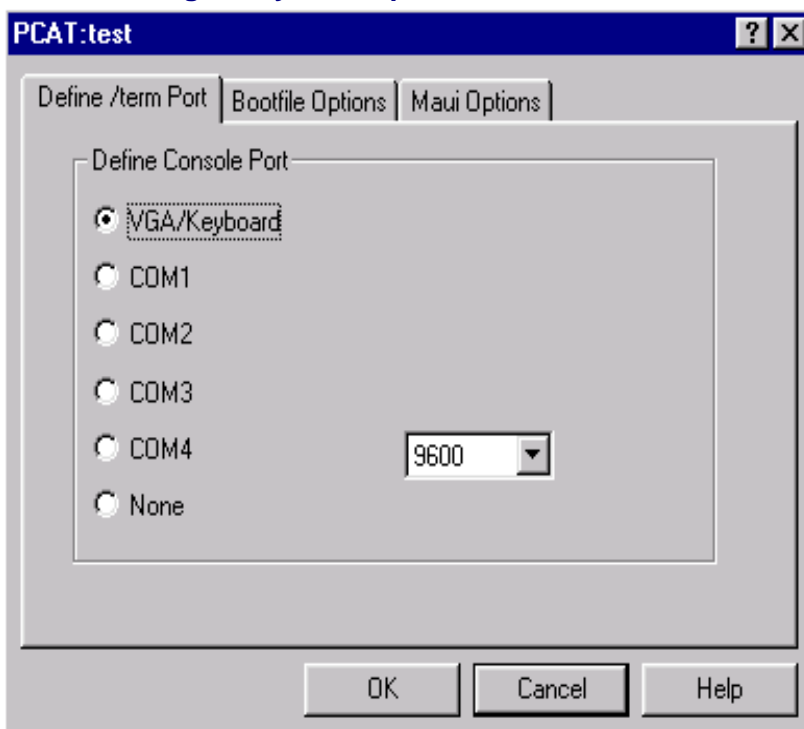 PCAT:test
Define /term Port Bootfile Options Maui Options
Define Console Port
VGA/Keyboard
COM1
COM2
COM3
COM4 9600
None
OK Cancel Help